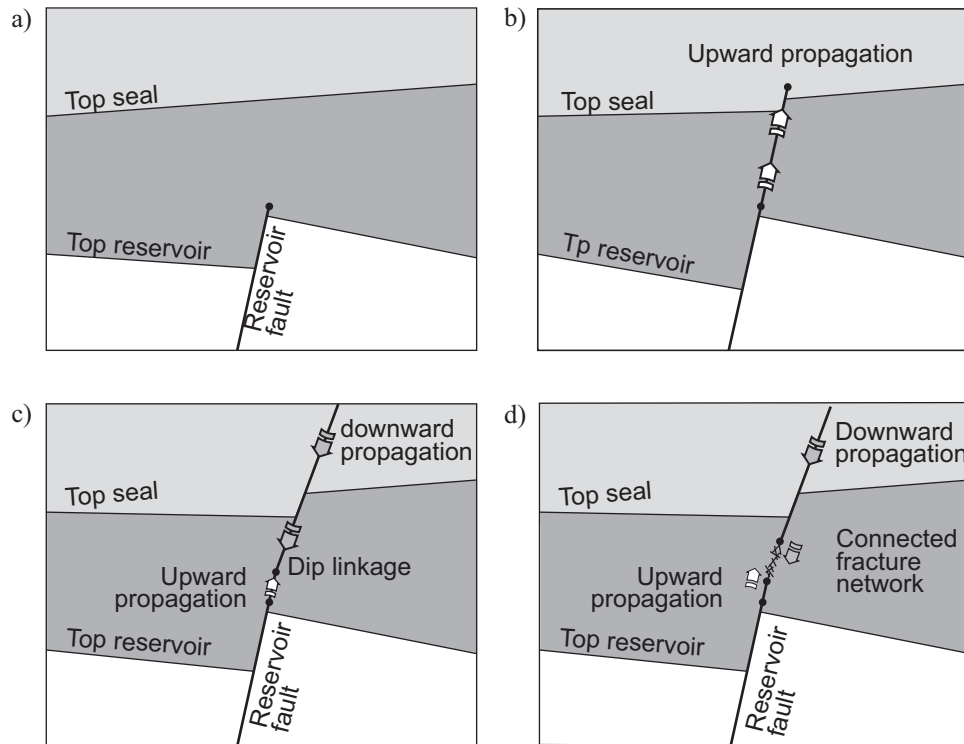 a)
Top seal
Top reservoir
Reservoir
fault
b)
Upward propagation
Top seal
Tp reservoir
c)
downward
propagation
Top seal
Dip linkage
Upward
propagation
Top reservoir
Reservoir
fault
d)
Downward
propagation
Top seal
Connected
fracture
network
Upward
propagation
Top reservoir
Reservoir
fault